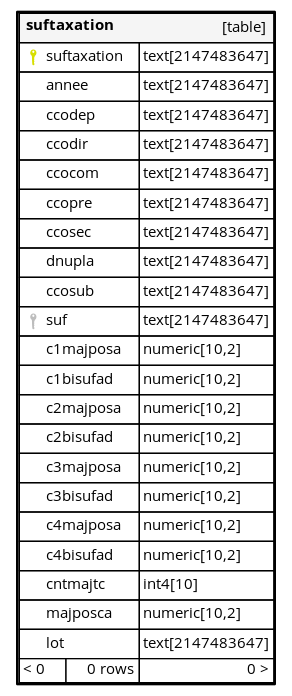 suftaxation [table]
suftaxation text[2147483647]
annee text[2147483647]
ccodep text[2147483647]
ccodir text[2147483647]
ccocom text[2147483647]
ccopre text[2147483647]
ccosec text[2147483647]
dnupla text[2147483647]
ccosub text[2147483647]
suf text[2147483647]
c1majposa numeric[10,2]
c1bisufad numeric[10,2]
c2majposa numeric[10,2]
c2bisufad numeric[10,2]
c3majposa numeric[10,2]
c3bisufad numeric[10,2]
c4majposa numeric[10,2]
c4bisufad numeric[10,2]
cntmajtc int4[10]
majposca numeric[10,2]
lot text[2147483647]
< 0 0 rows 0 >